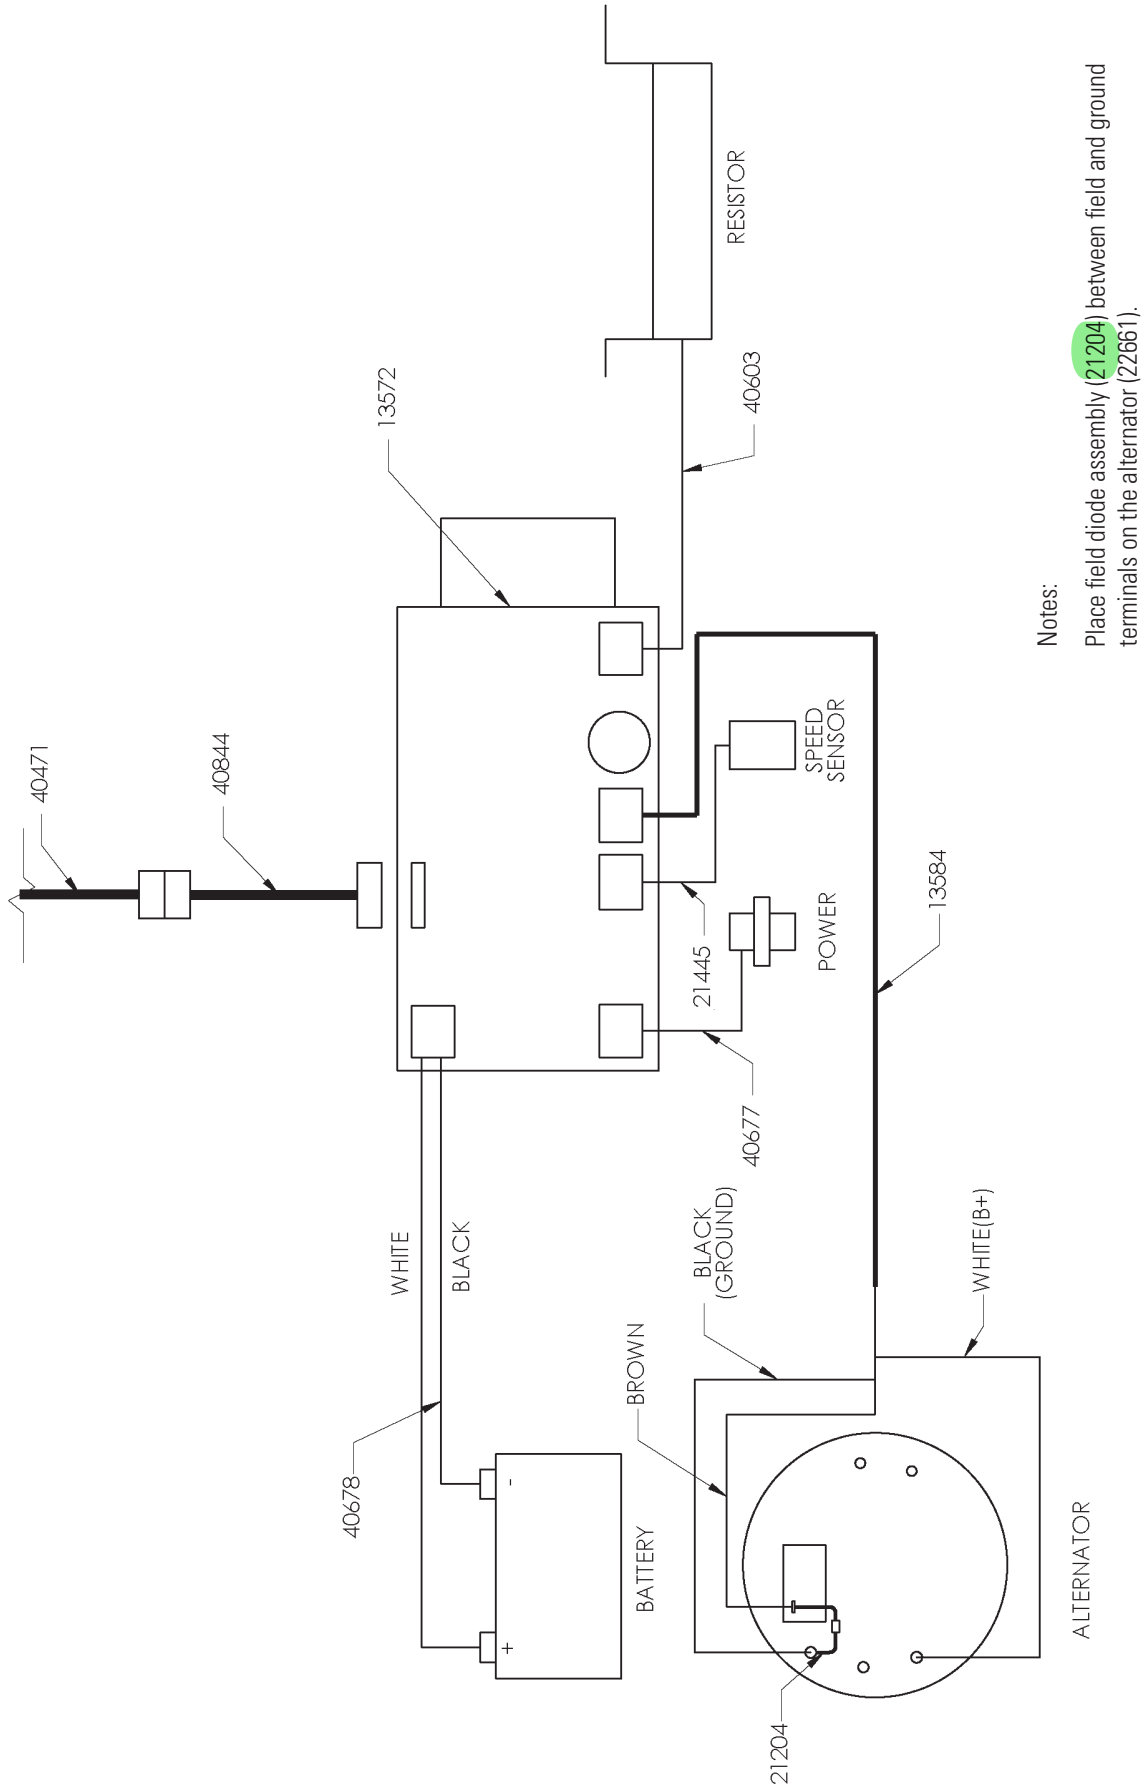 40471
40844
13572
RESISTOR
40603
WHITE
BLACK
40678
+
-
BATTERY
40677
21445
POWER
SPEED
SENSOR
13584
BLACK
(GROUND)
BROWN
WHITE(B+)
21204
ALTERNATOR
Notes:
Place field diode assembly (21204) between field and ground
terminals on the alternator (22661).